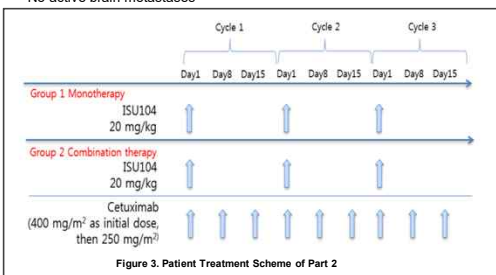 No active brain metastases
Cycle 1 Cycle 2 Cycle 3
Day1 Day8 Day15 Day1 Day8 Day15 Day1 Day8 Day15
Group 1 Monotherapy
ISU104
20 mg/kg
Group 2 Combination therapy
ISU104
20 mg/kg
Cetuximab
(400 mg/m² as initial dose,
then 250 mg/m²)
Figure 3. Patient Treatment Scheme of Part 2